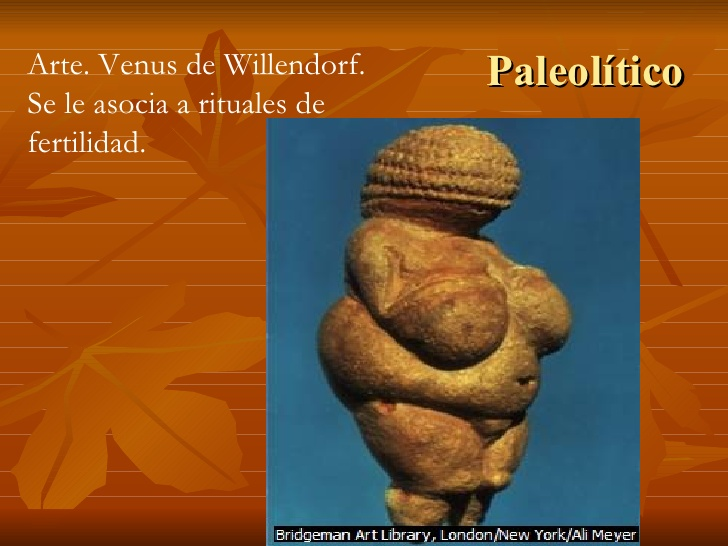 Arte. Venus de Willendorf.
Se le asocia a rituales de
fertilidad.
Paleolítico
Bridgeman Art Library, London/New York/Ali Meyer